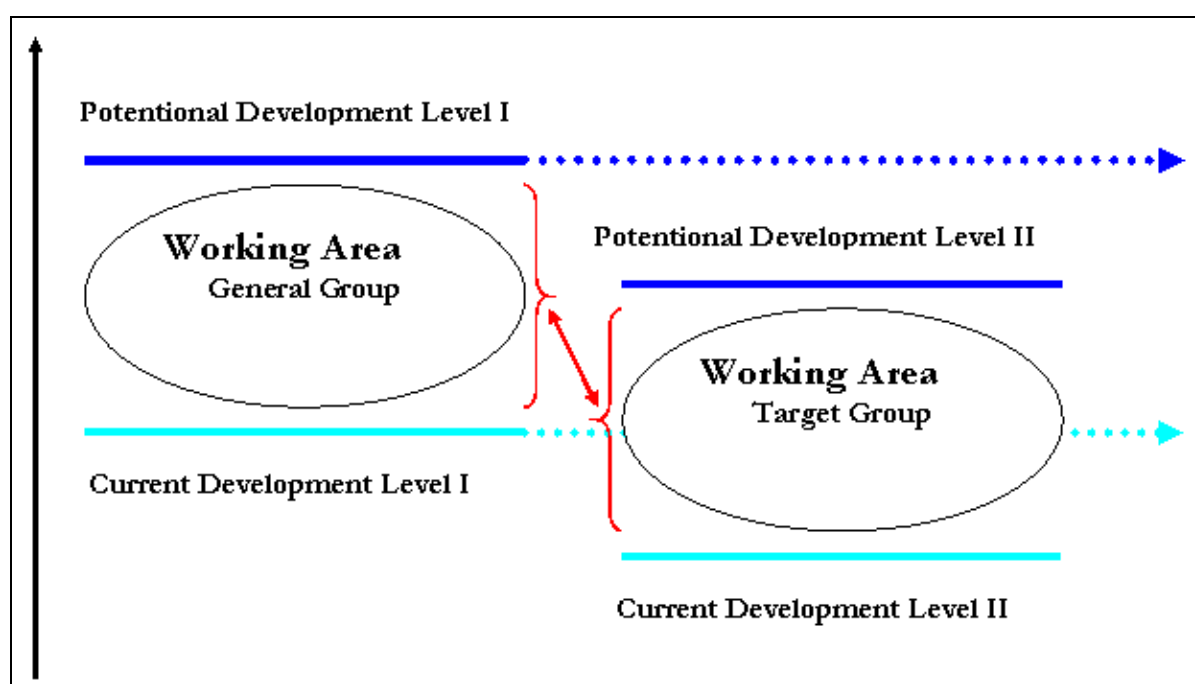 Potentional Development Level I
Working Area
General Group
Potentional Development Level II
Working Area
Target Group
Current Development Level I
Current Development Level II